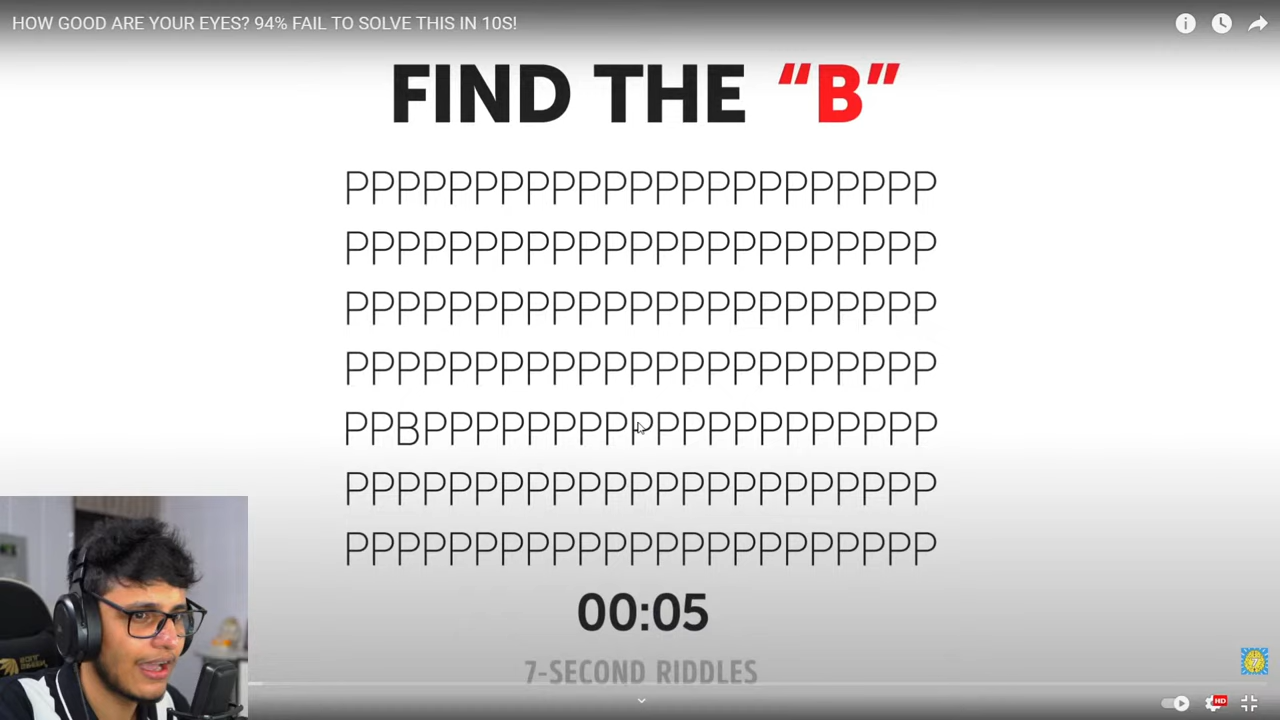 HOW GOOD ARE YOUR EYES? 94% FAIL TO SOLVE THIS IN 10S!
FIND THE “B”
PPPPPPPPPPPPPPPPPPPPPPP
PPPPPPPPPPPPPPPPPPPPPPP
PPPPPPPPPPPPPPPPPPPPPPP
PPPPPPPPPPPPPPPPPPPPPPP
PPBPPPPPPPPPPPPPPPPPPPP
PPPPPPPPPPPPPPPPPPPPPPP
PPPPPPPPPPPPPPPPPPPPPPP
00:05
7-SECOND RIDDLES
HD